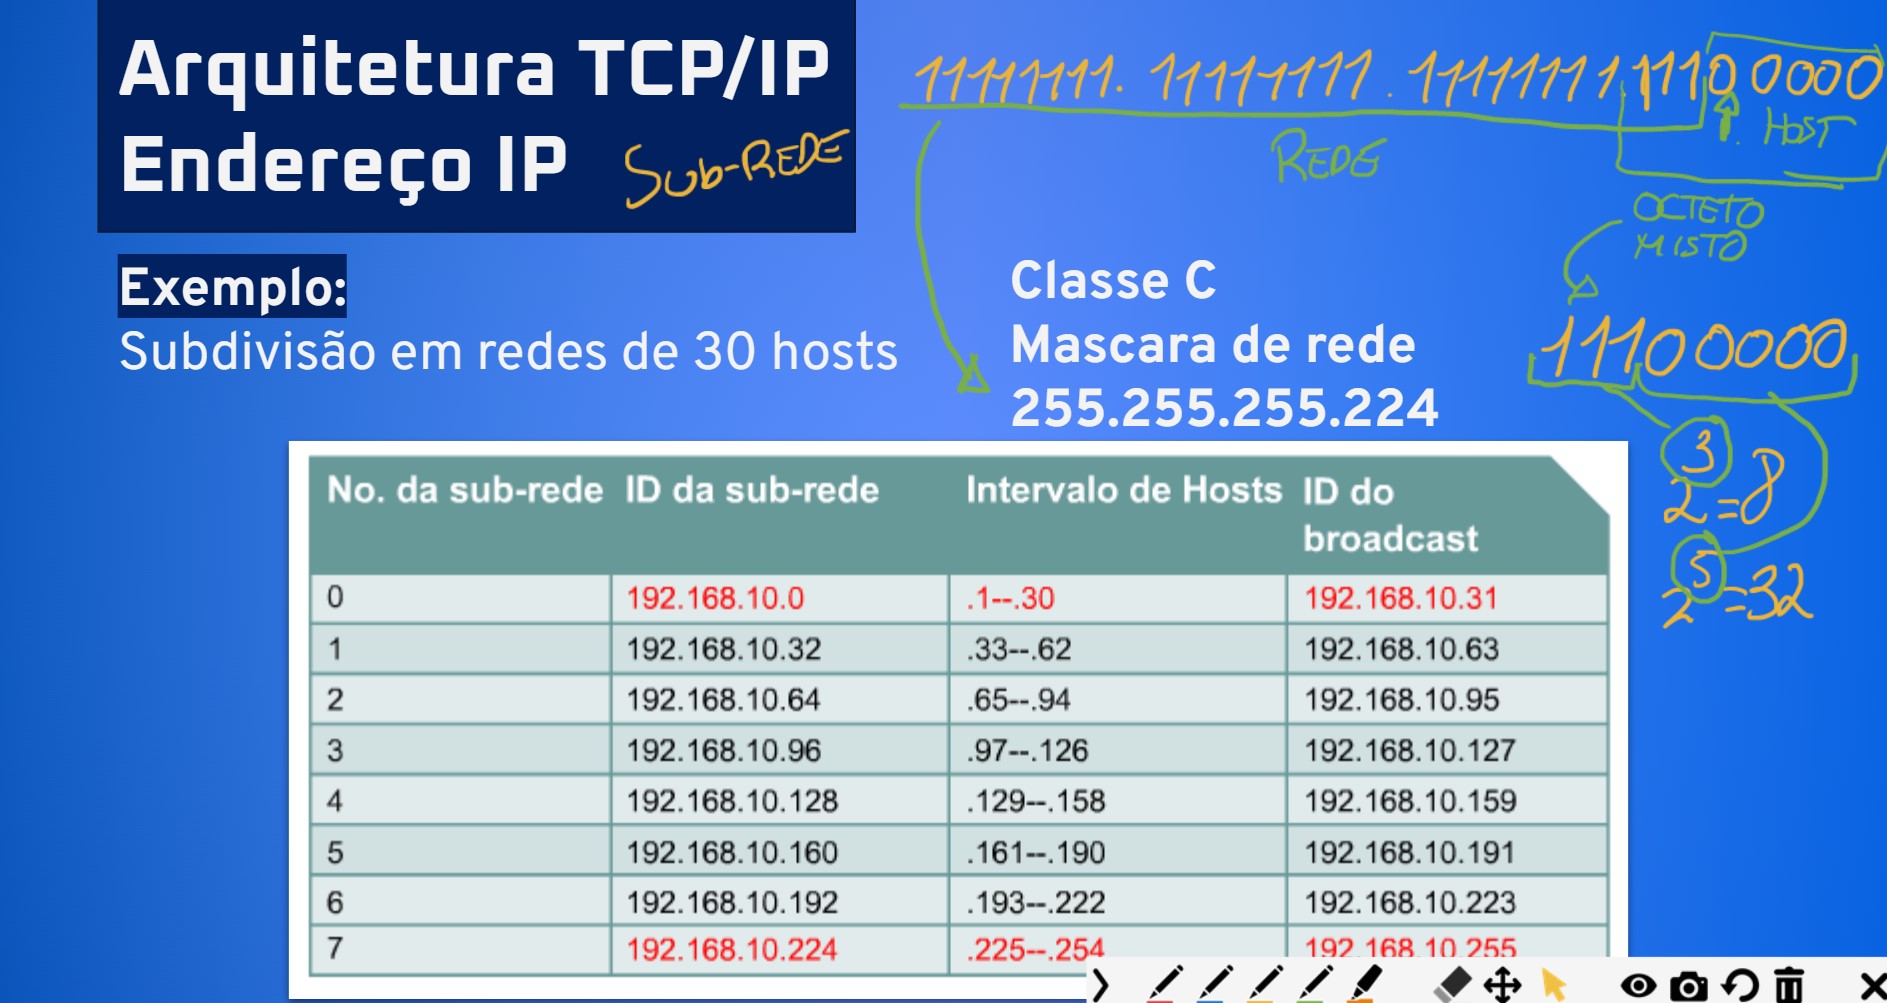 Arquitetura TCP/IP
Endereço IP Sub-REDE
11111111. 11111111. 11111111 11100000
REDE
HOST
OCTETO
MISTO
Exemplo:
Subdivisão em redes de 30 hosts
Classe C
Mascara de rede
255.255.255.224
11100000
2³=8
2⁵=32
No. da sub-rede ID da sub-rede Intervalo de Hosts ID do
broadcast
0 192.168.10.0 .1--.30 192.168.10.31
1 192.168.10.32 .33--.62 192.168.10.63
2 192.168.10.64 .65--.94 192.168.10.95
3 192.168.10.96 .97--.126 192.168.10.127
4 192.168.10.128 .129--.158 192.168.10.159
5 192.168.10.160 .161--.190 192.168.10.191
6 192.168.10.192 .193--.222 192.168.10.223
7 192.168.10.224 .225--.254 192.168.10.255